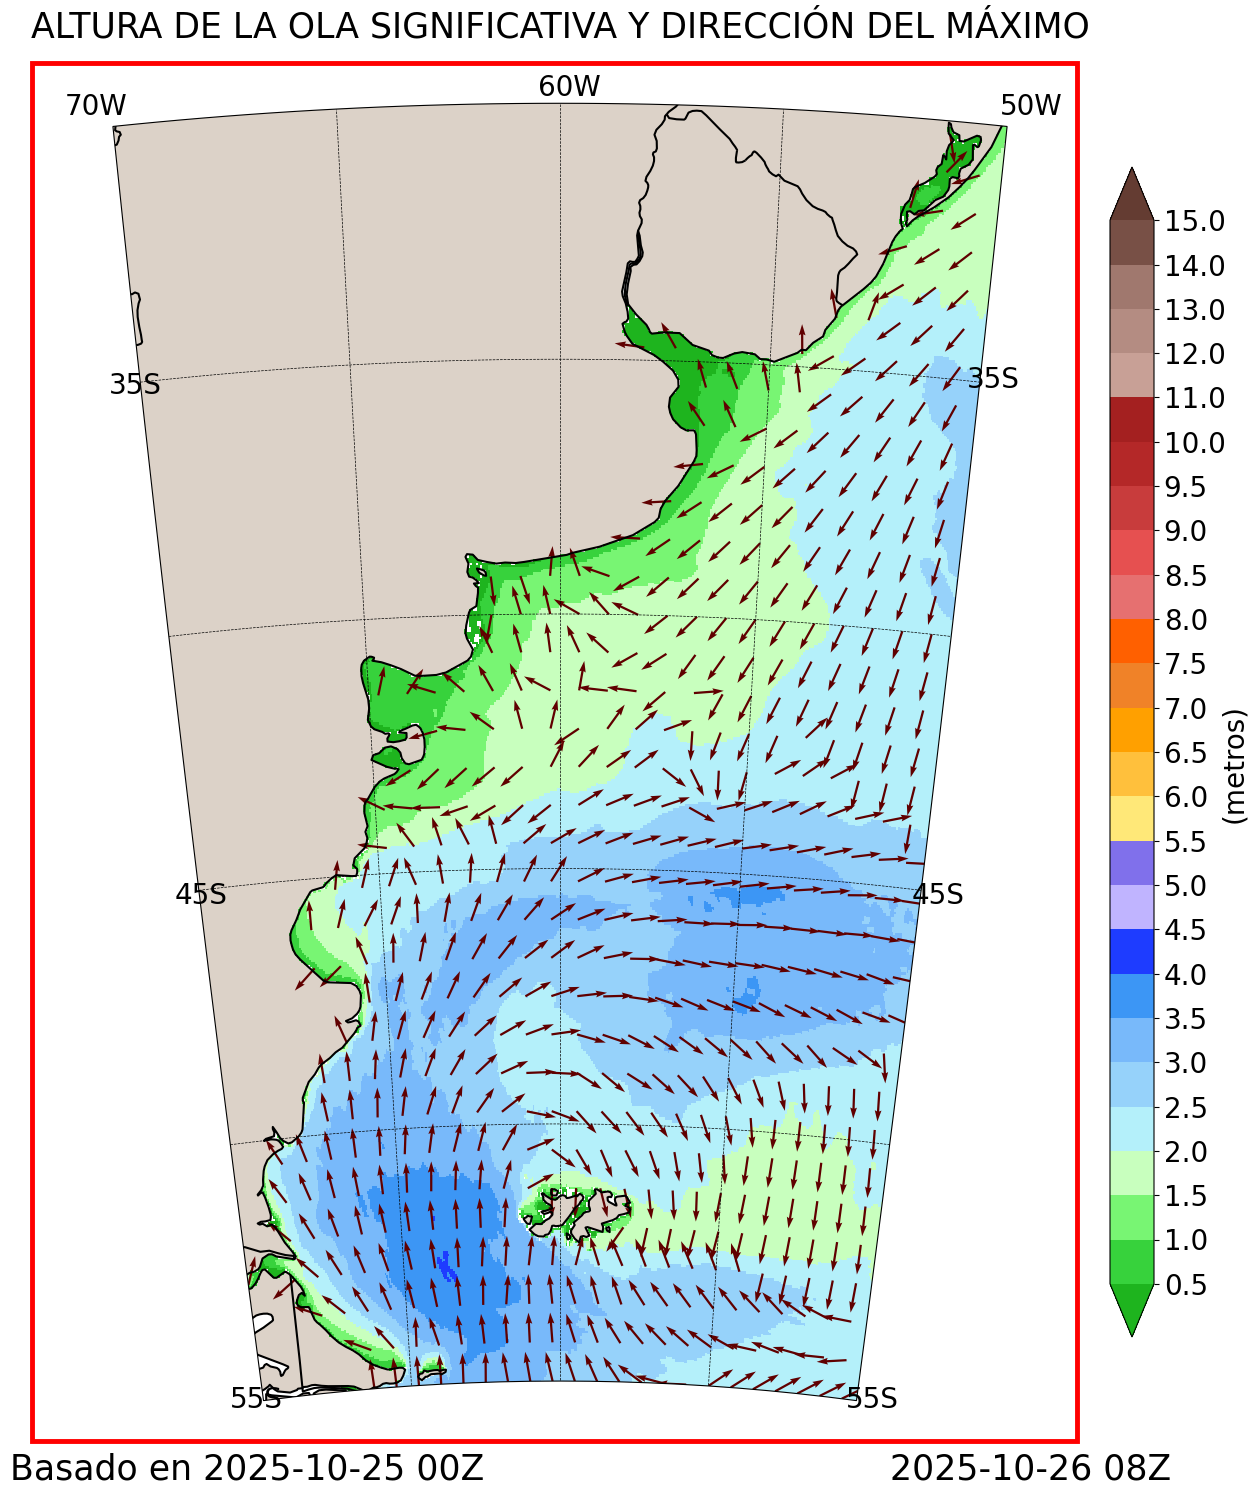 ALTURA DE LA OLA SIGNIFICATIVA Y DIRECCIÓN DEL MÁXIMO
70W
60W
50W
35S
35S
45S
45S
55S
55S
15.0
14.0
13.0
12.0
11.0
10.0
9.5
9.0
8.5
8.0
7.5
7.0
6.5
6.0
5.5
5.0
4.5
4.0
3.5
3.0
2.5
2.0
1.5
1.0
0.5
(metros)
Basado en 2025-10-25 00Z
2025-10-26 08Z